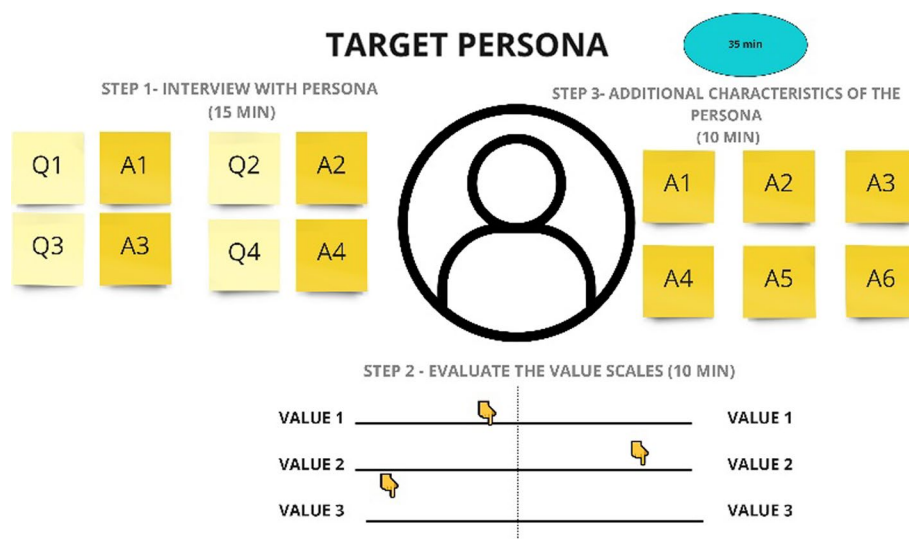 TARGET PERSONA
35 min
STEP 1- INTERVIEW WITH PERSONA
(15 MIN)
Q1 A1 Q2 A2
Q3 A3 Q4 A4
STEP 3- ADDITIONAL CHARACTERISTICS OF THE
PERSONA
(10 MIN)
A1 A2 A3
A4 A5 A6
STEP 2 - EVALUATE THE VALUE SCALES (10 MIN)
VALUE 1 VALUE 1
VALUE 2 VALUE 2
VALUE 3 VALUE 3